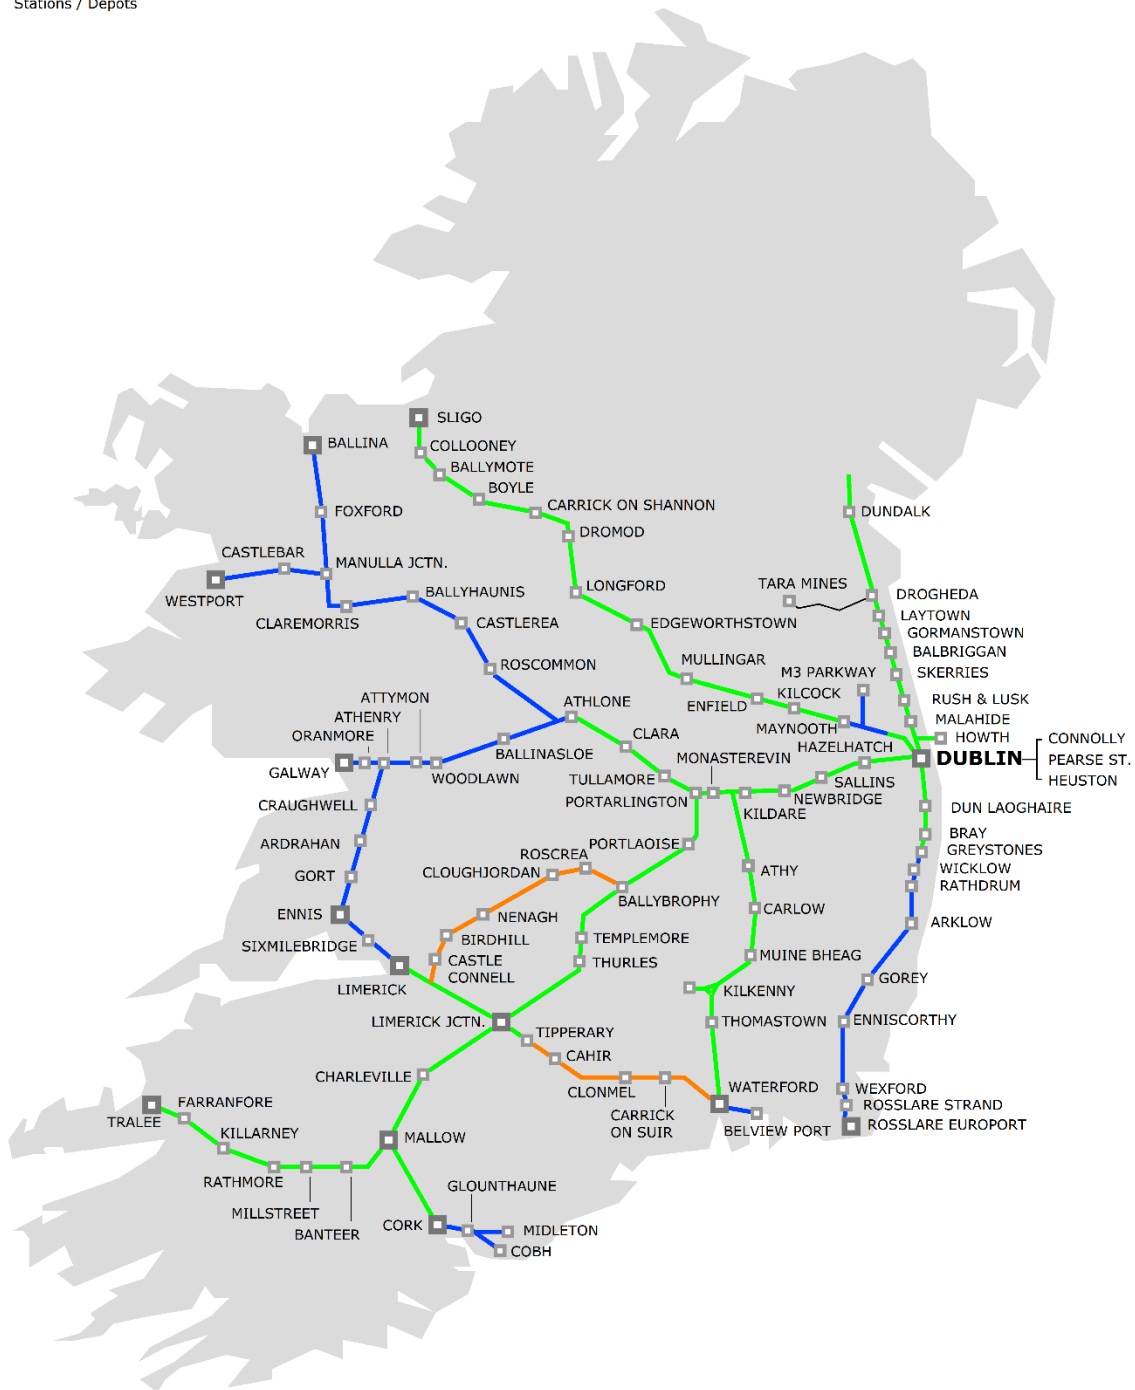 Stations / Depots
SLIGO
BALLINA
COLLOONEY
BALLYMOTE
BOYLE
CARRICK ON SHANNON
FOXFORD
DUNDALK
DROMOD
CASTLEBAR
MANULLA JCTN.
TARA MINES
LONGFORD
BALLYHAUNIS
DROGHEDA
WESTPORT
LAYTOWN
CLAREMORRIS
CASTLEREA
EDGEWORTHSTOWN
GORMANSTOWN
BALBRIGGAN
MULLINGAR
ROSCOMMON
M3 PARKWAY
SKERRIES
KILCOCK
ATTYMON
ATHLONE
ENFIELD
RUSH & LUSK
ATHENRY
MAYNOOTH
MALAHIDE
ORANMORE
CLARA
HOWTH
CONNOLLY
BALLINASLOE
MONASTEREVIN
HAZELHATCH
DUBLIN
PEARSE ST.
GALWAY
WOODLAWN
TULLAMORE
SALLINS
HEUSTON
PORTARLINGTON
NEWBRIDGE
CRAUGHWELL
KILDARE
DUN LAOGHAIRE
ARDRAHAN
PORTLAOISE
BRAY
ROSCREA
GREYSTONES
GORT
CLOUGHJORDAN
ATHY
WICKLOW
RATHDRUM
BALLYBROPHY
ENNIS
NENAGH
CARLOW
ARKLOW
SIXMILEBRIDGE
BIRDHILL
TEMPLEMORE
CASTLE
CONNELL
THURLES
MUINE BHEAG
LIMERICK
GOREY
KILKENNY
LIMERICK JCTN.
TIPPERARY
THOMASTOWN
ENNISCORTHY
CAHIR
CHARLEVILLE
CLONMEL
WATERFORD
WEXFORD
FARRANFORE
CARRICK
ON SUIR
ROSSLARE STRAND
TRALEE
BELVIEW PORT
ROSSLARE EUROPORT
KILLARNEY
MALLOW
RATHMORE
GLOUNTHAUNE
MILLSTREET
CORK
MIDLETON
BANTEER
COBH